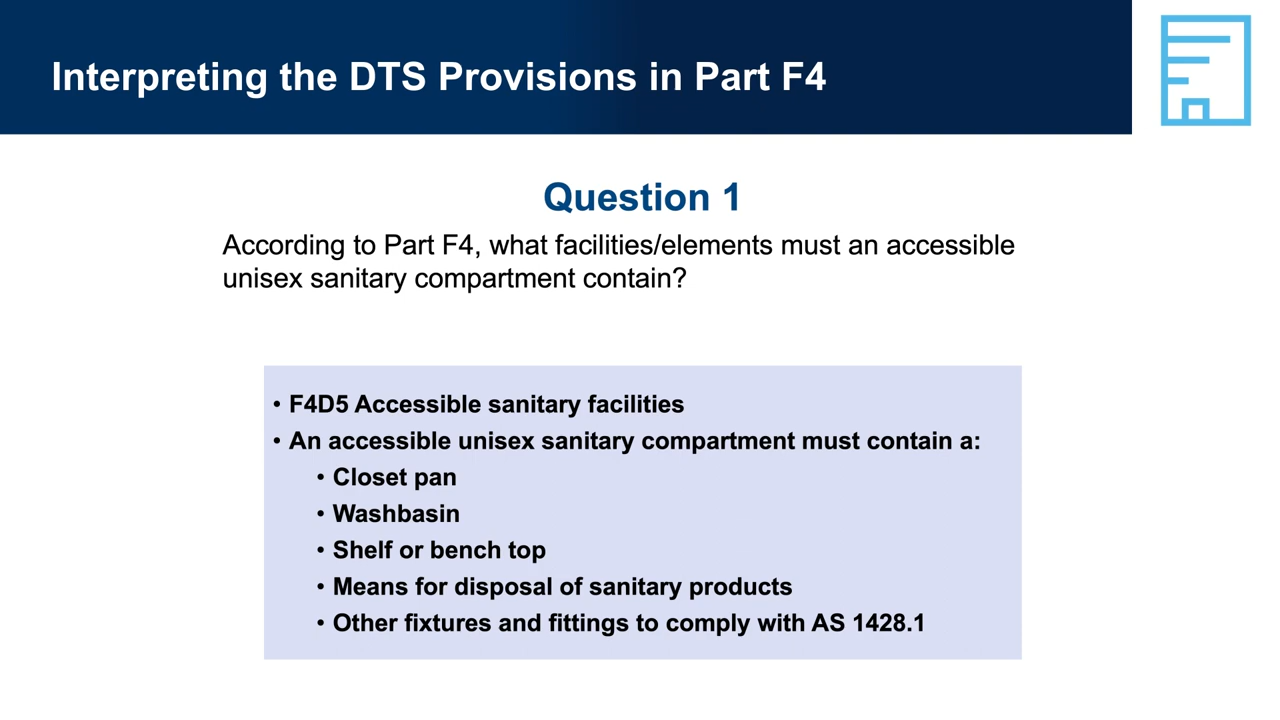 Interpreting the DTS Provisions in Part F4
Question 1
According to Part F4, what facilities/elements must an accessible
unisex sanitary compartment contain?
• F4D5 Accessible sanitary facilities
• An accessible unisex sanitary compartment must contain a:
• Closet pan
• Washbasin
• Shelf or bench top
• Means for disposal of sanitary products
• Other fixtures and fittings to comply with AS 1428.1